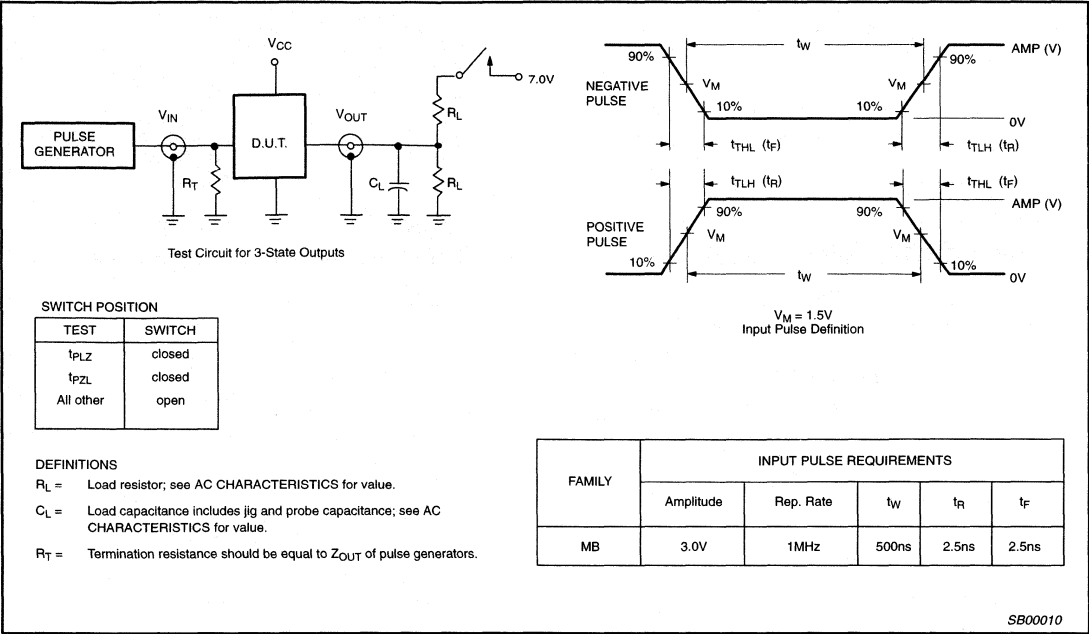 VCC
7.0V
RL
VIN
VOUT
PULSE
GENERATOR
D.U.T.
RT
CL
RL
Test Circuit for 3-State Outputs
tW
AMP (V)
90%
90%
NEGATIVE
PULSE
VM
VM
10%
10%
0V
tTHL (tF)
tTLH (tR)
tTLH (tR)
tTHL (tF)
AMP (V)
90%
90%
POSITIVE
PULSE
VM
VM
10%
10%
tW
0V
VM = 1.5V
Input Pulse Definition
SWITCH POSITION
TEST SWITCH
tPLZ closed
tPZL closed
All other open
DEFINITIONS
RL = Load resistor; see AC CHARACTERISTICS for value.
CL = Load capacitance includes jig and probe capacitance; see AC
CHARACTERISTICS for value.
RT = Termination resistance should be equal to ZOUT of pulse generators.
FAMILY
INPUT PULSE REQUIREMENTS
Amplitude Rep. Rate tW tR tF
MB 3.0V 1MHz 500ns 2.5ns 2.5ns
SB00010